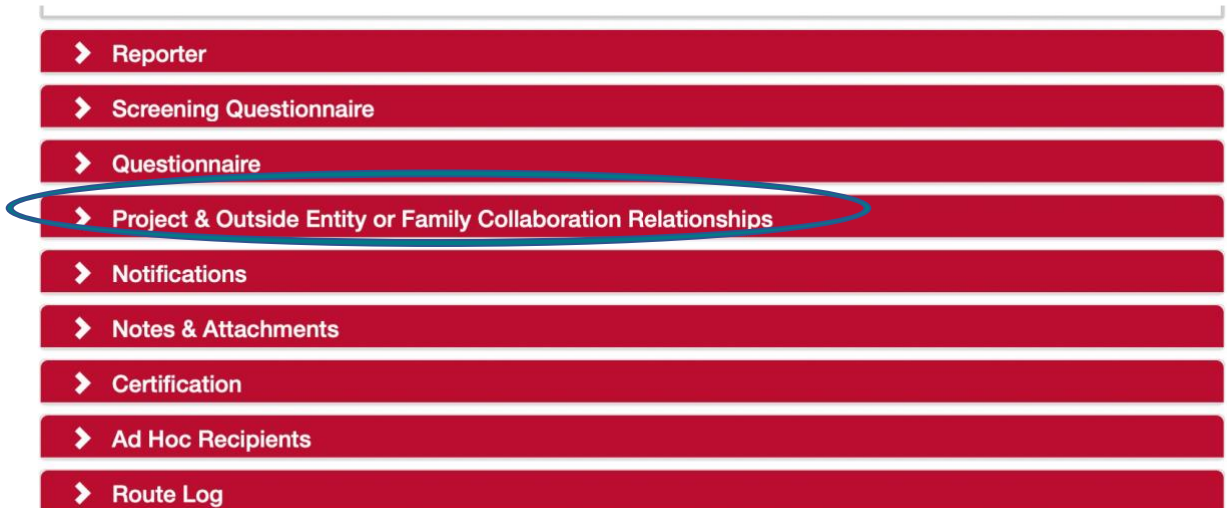 Reporter
Screening Questionnaire
Questionnaire
Project & Outside Entity or Family Collaboration Relationships
Notifications
Notes & Attachments
Certification
Ad Hoc Recipients
Route Log